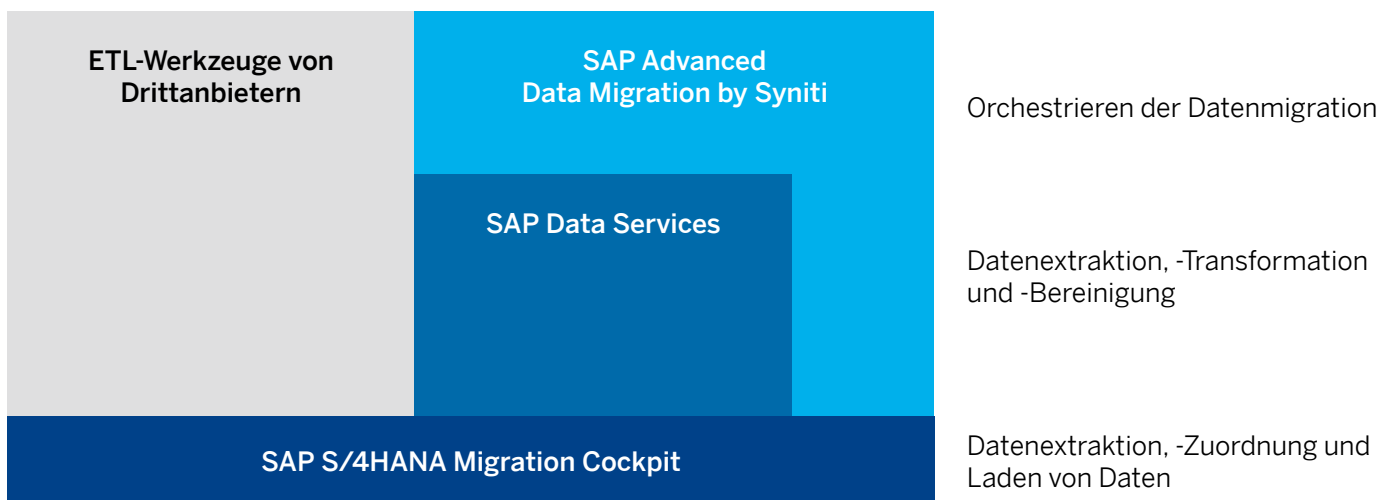 ETL-Werkzeuge von
Drittanbietern
SAP Advanced
Data Migration by Syniti
Orchestrieren der Datenmigration
SAP Data Services
Datenextraktion, -Transformation
und -Bereinigung
SAP S/4HANA Migration Cockpit
Datenextraktion, -Zuordnung und
Laden von Daten